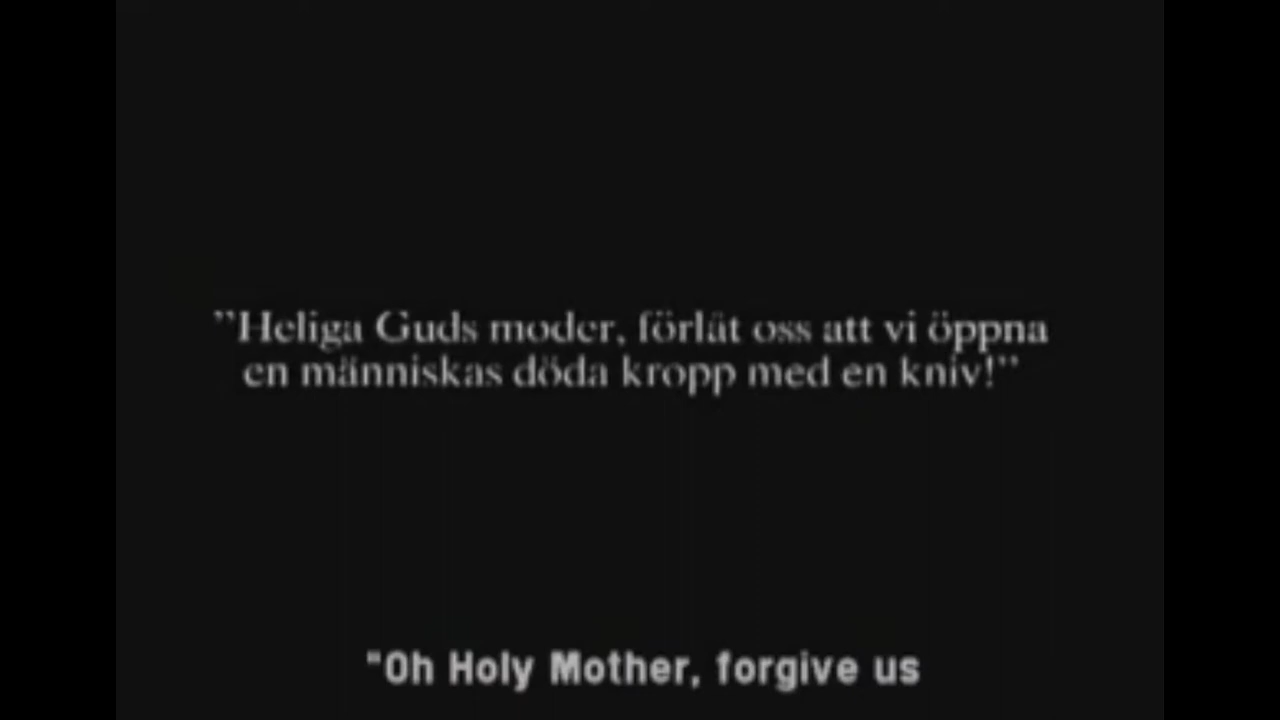 ”Heliga Guds moder, förlåt oss att vi öppna
en människas döda kropp med en kniv!”
"Oh Holy Mother, forgive us